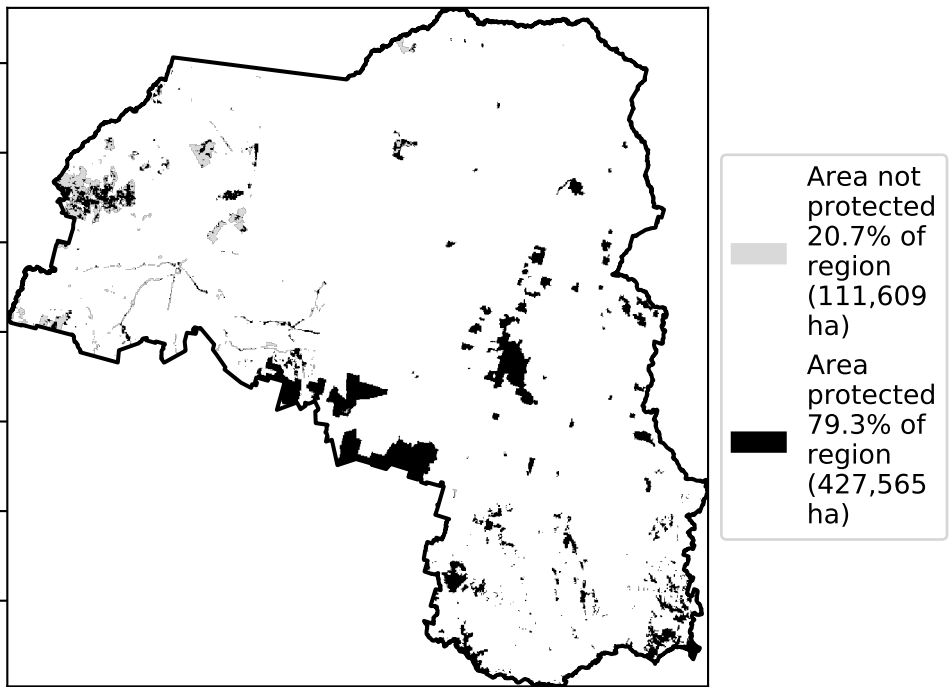 Area not
protected
20.7% of
region
(111,609
ha)
Area
protected
79.3% of
region
(427,565
ha)